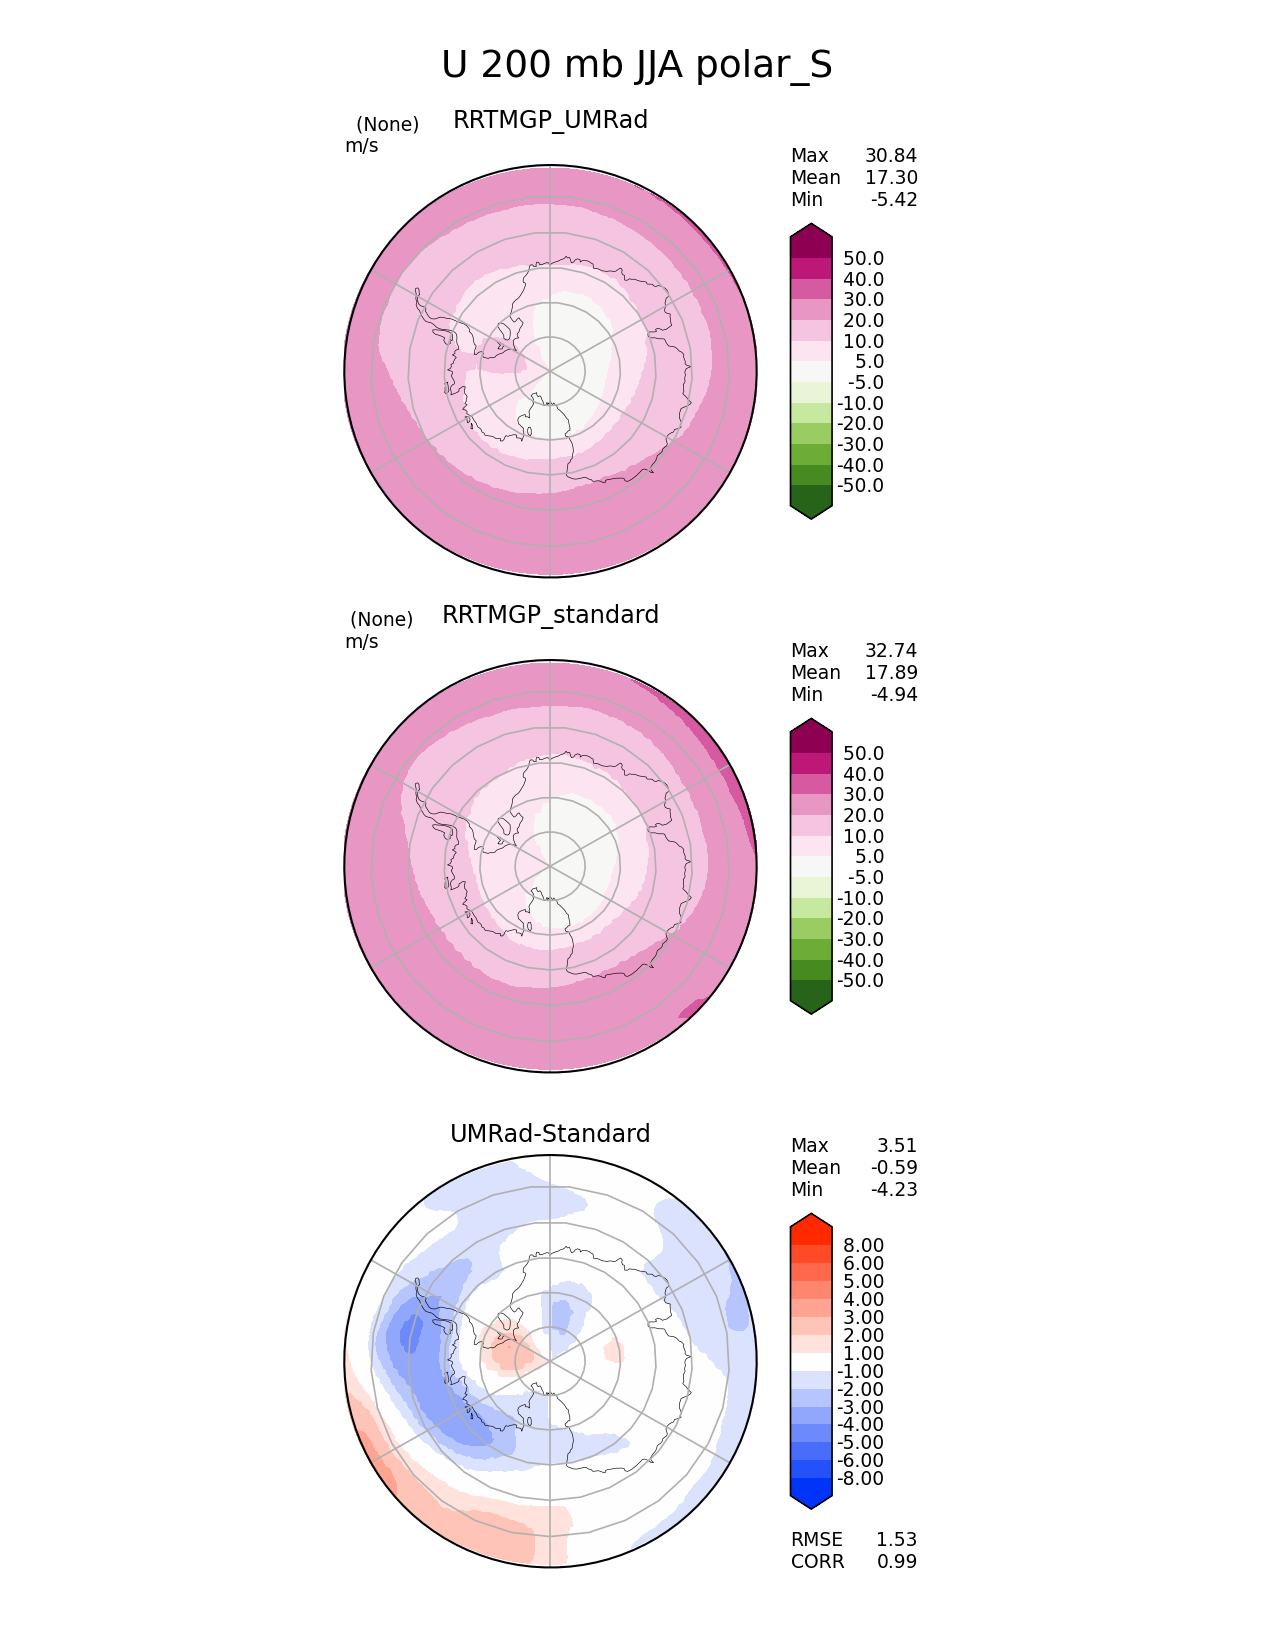 U 200 mb JJA polar_S
(None)
RRTMGP_UMRad
m/s
Max 30.84
Mean 17.30
Min -5.42
50.0
40.0
30.0
20.0
10.0
5.0
-5.0
-10.0
-20.0
-30.0
-40.0
-50.0
(None)
RRTMGP_standard
m/s
Max 32.74
Mean 17.89
Min -4.94
50.0
40.0
30.0
20.0
10.0
5.0
-5.0
-10.0
-20.0
-30.0
-40.0
-50.0
UMRad-Standard
Max 3.51
Mean -0.59
Min -4.23
8.00
6.00
5.00
4.00
3.00
2.00
1.00
-1.00
-2.00
-3.00
-4.00
-5.00
-6.00
-8.00
RMSE 1.53
CORR 0.99